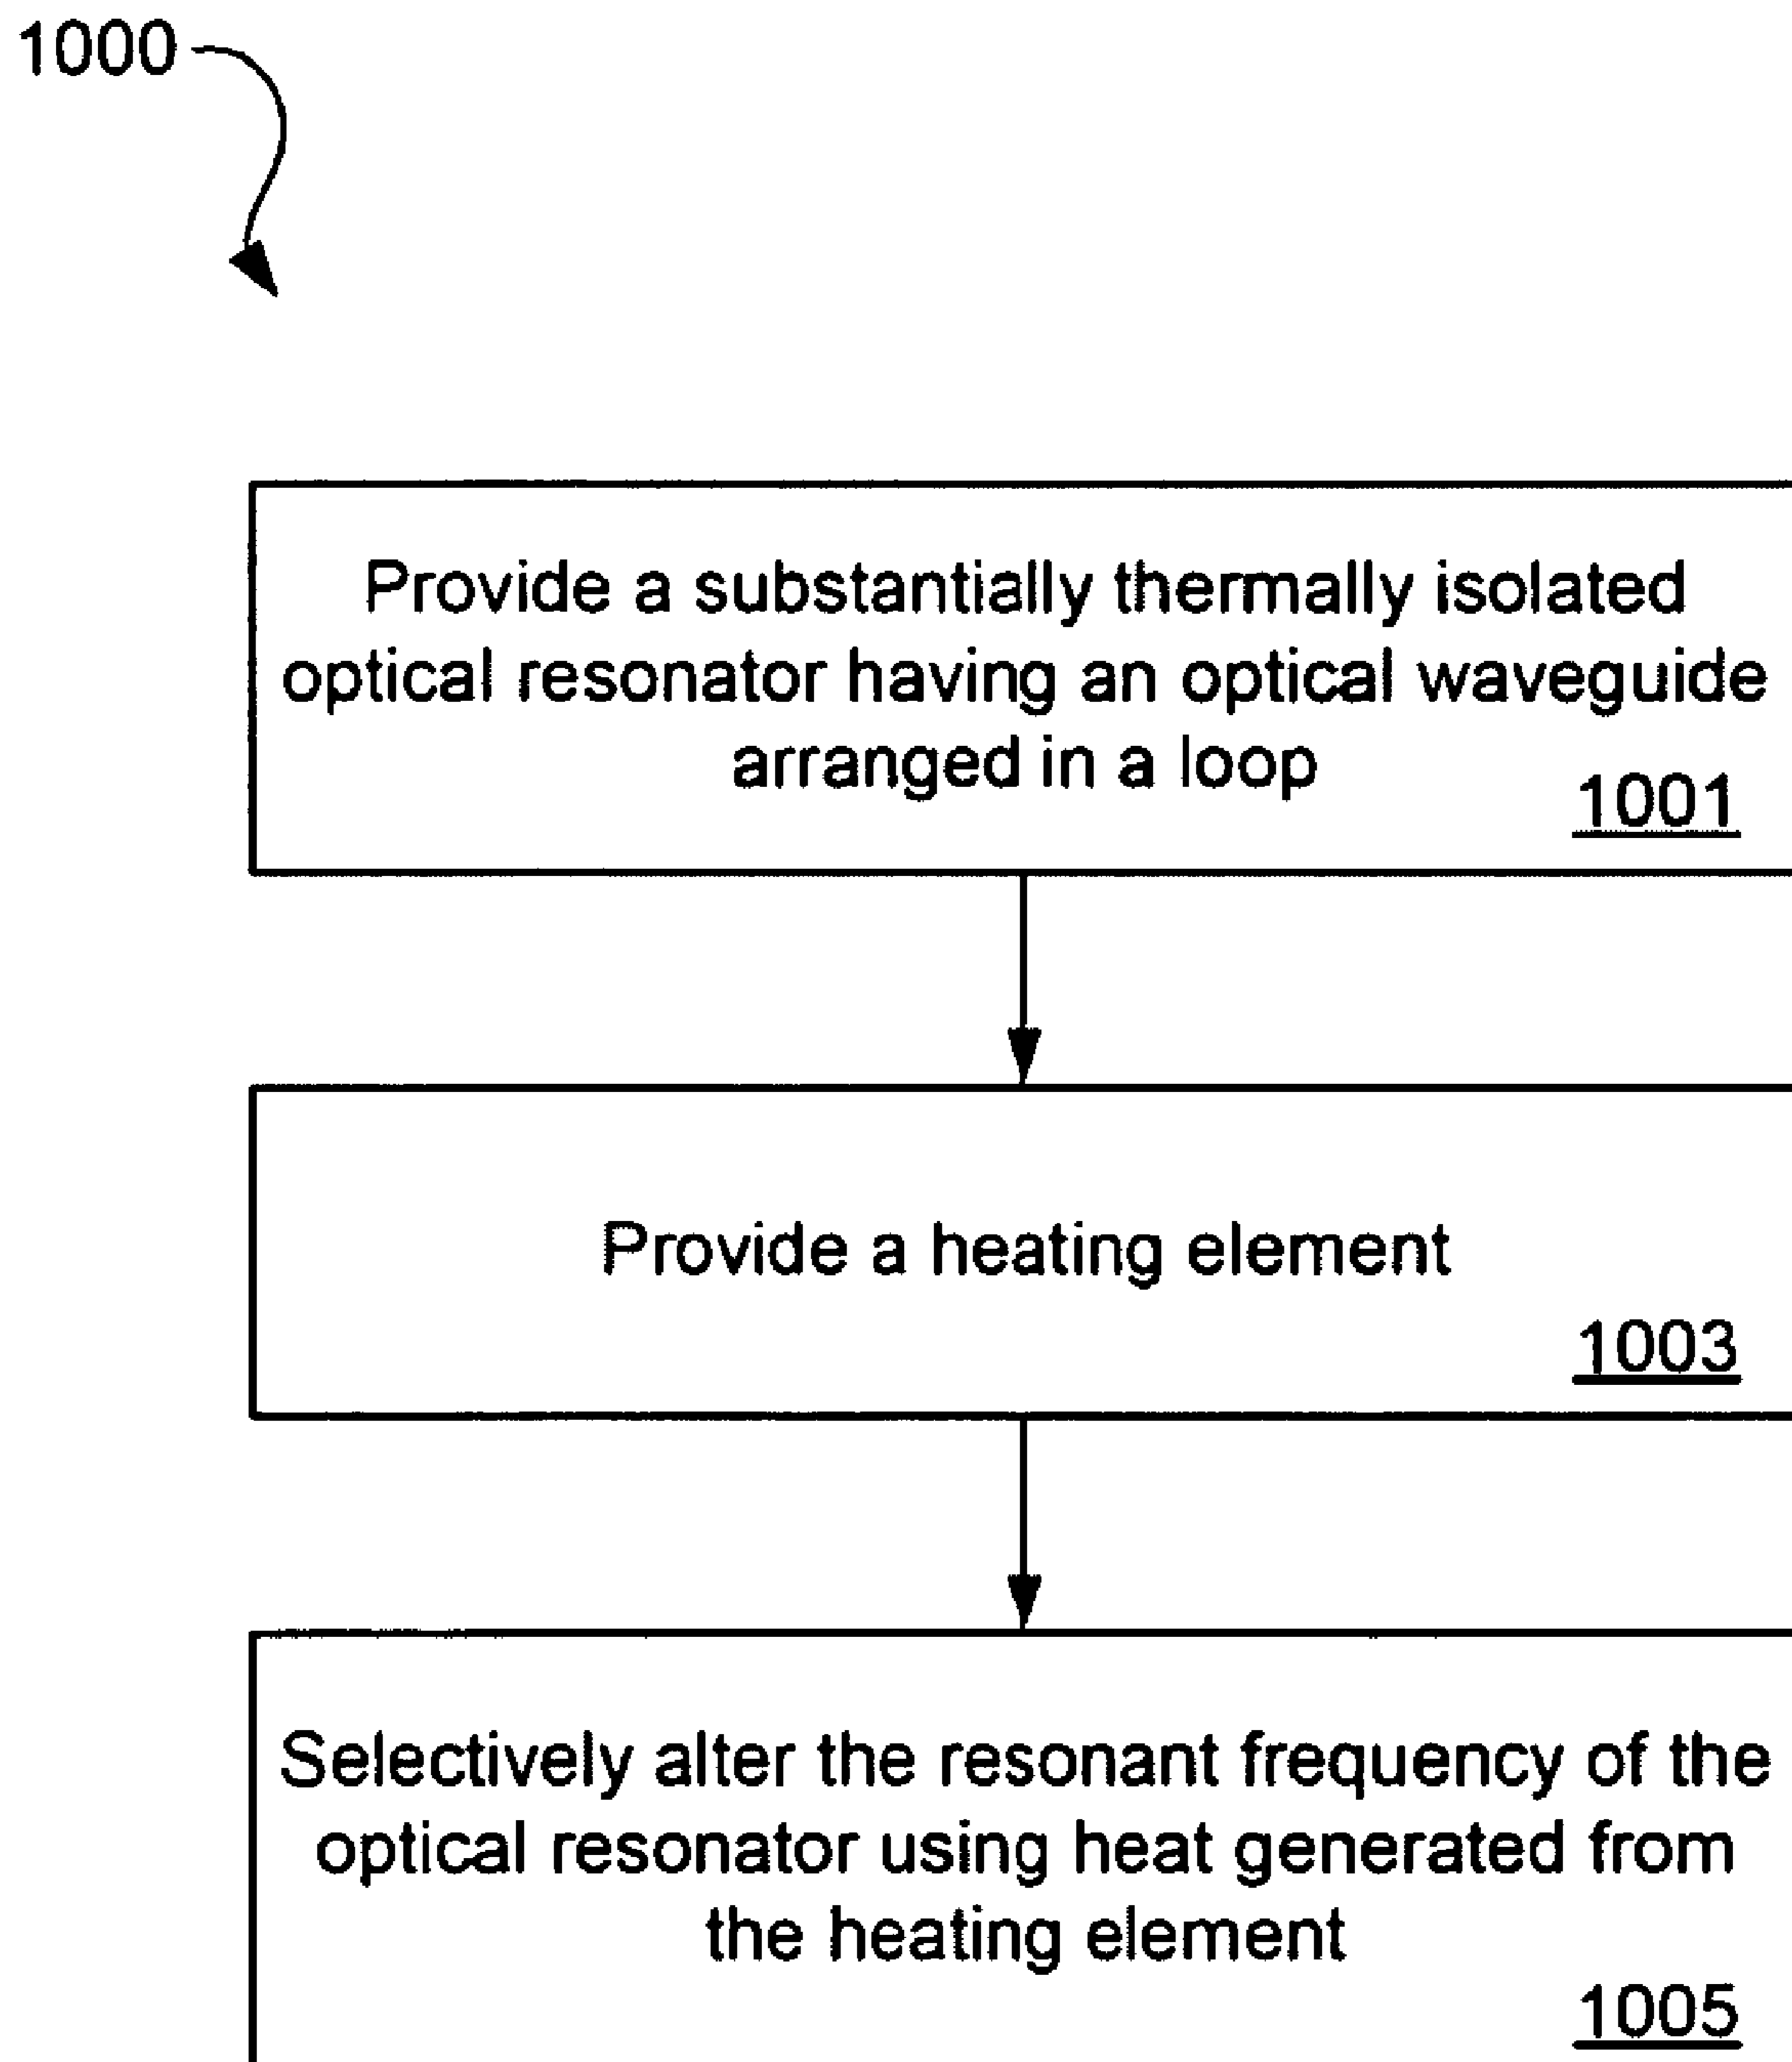 1000
Provide a substantially thermally isolated
optical resonator having an optical waveguide
arranged in a loop
1001
Provide a heating element
1003
Selectively alter the resonant frequency of the
optical resonator using heat generated from
the heating element
1005